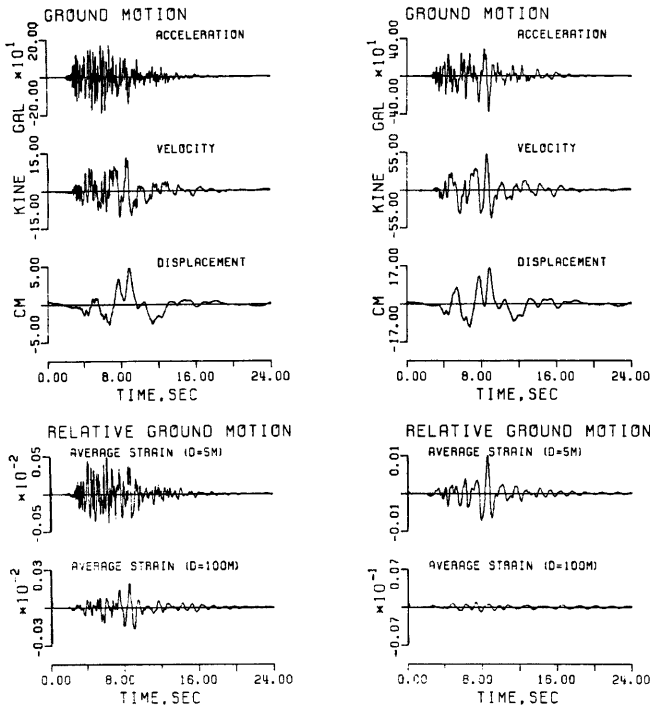 GROUND MOTION
ACCELERATION
GAL ×10¹
20.00
-20.00
VELOCITY
KINE
15.00
-15.00
DISPLACEMENT
CM
5.00
-5.00
0.00 8.00 16.00 24.00
TIME,SEC
GROUND MOTION
ACCELERATION
GAL ×10¹
40.00
-40.00
VELOCITY
KINE
55.00
-55.00
DISPLACEMENT
CM
17.00
-17.00
0.00 8.00 16.00 24.00
TIME,SEC
RELATIVE GROUND MOTION
AVERAGE STRAIN (D=5M)
×10⁻²
0.05
-0.05
AVERAGE STRAIN (D=100M)
×10⁻²
0.03
-0.03
0.00 8.00 16.00 24.00
TIME,SEC
RELATIVE GROUND MOTION
AVERAGE STRAIN (D=5M)
0.01
-0.01
AVERAGE STRAIN (D=100M)
×10⁻¹
0.07
-0.07
0.00 8.00 16.00 24.00
TIME,SEC